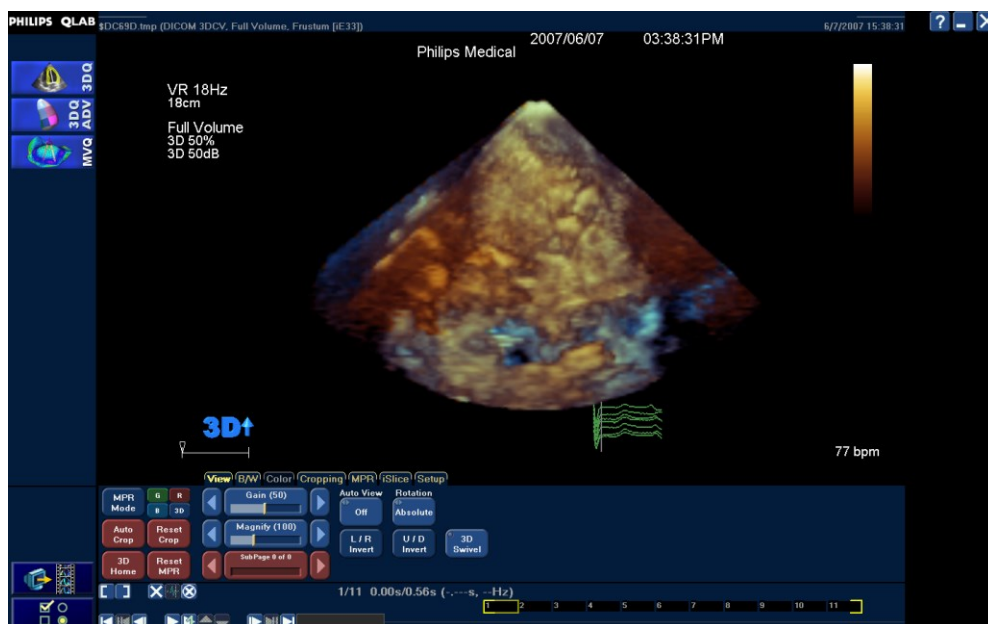 PHILIPS QLAB
$DC69D.tmp (DICOM 3DCV, Full Volume, Frustum [iE33])
6/7/2007 15:38:31
?
Philips Medical
2007/06/07
03:38:31PM
3DQ
3DQ
ADV
MVQ
VR 18Hz
18cm
Full Volume
3D 50%
3D 50dB
3D
V
77 bpm
View
B/W
Color
Cropping
MPR
iSlice
Setup
MPR
Mode
G
R
B
3D
Gain (50)
Auto View
Off
Rotation
Absolute
Auto
Crop
Reset
Crop
Magnify (100)
L / R
Invert
U / D
Invert
3D
Swivel
3D
Home
Reset
MPR
SubPage 0 of 0
1/11 0.00s/0.56s (-.---s, --Hz)
1 2 3 4 5 6 7 8 9 10 11